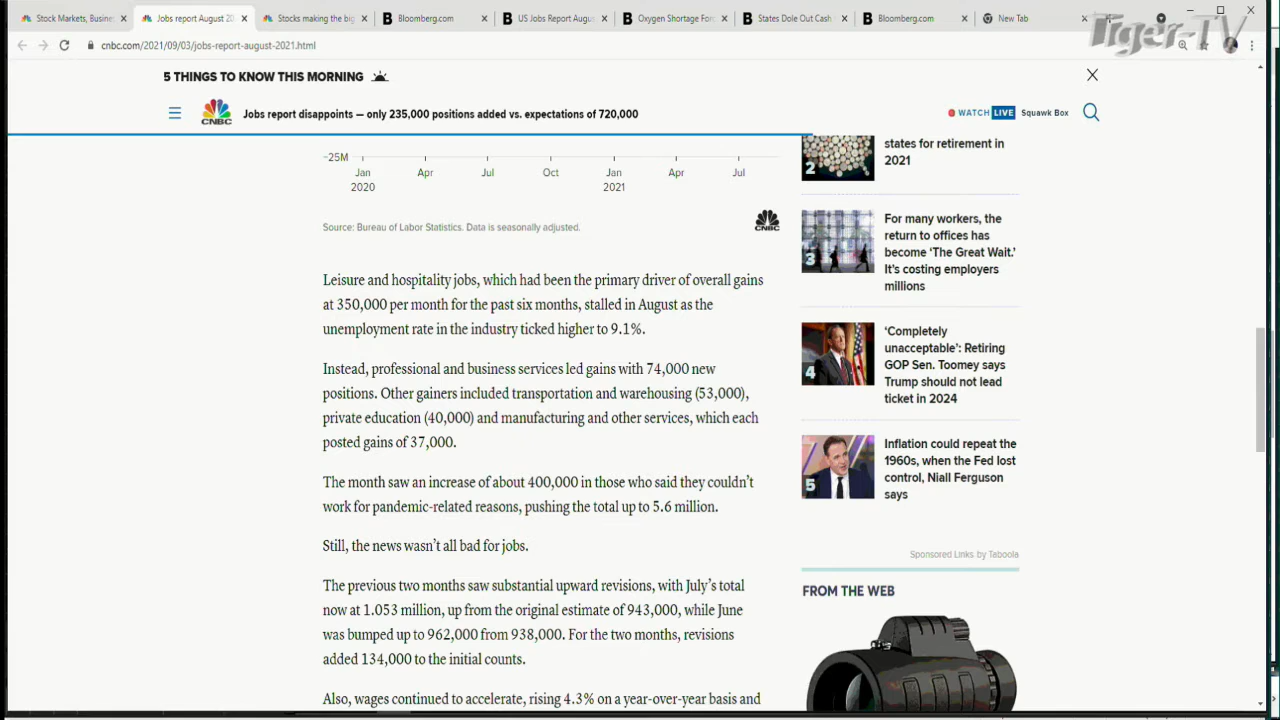 Stock Markets, Busines
Jobs report August 20
Stocks making the big
Bloomberg.com
US Jobs Report Augus
Oxygen Shortage Forc
States Dole Out Cash
Bloomberg.com
New Tab
Tiger-TV
cnbc.com/2021/09/03/jobs-report-august-2021.html
5 THINGS TO KNOW THIS MORNING
CNBC
Jobs report disappoints — only 235,000 positions added vs. expectations of 720,000
WATCH LIVE Squawk Box
-25M
Jan Apr Jul Oct Jan Apr Jul
2020 2021
Source: Bureau of Labor Statistics. Data is seasonally adjusted.
CNBC
Leisure and hospitality jobs, which had been the primary driver of overall gains
at 350,000 per month for the past six months, stalled in August as the
unemployment rate in the industry ticked higher to 9.1%.
Instead, professional and business services led gains with 74,000 new
positions. Other gainers included transportation and warehousing (53,000),
private education (40,000) and manufacturing and other services, which each
posted gains of 37,000.
The month saw an increase of about 400,000 in those who said they couldn't
work for pandemic-related reasons, pushing the total up to 5.6 million.
Still, the news wasn't all bad for jobs.
The previous two months saw substantial upward revisions, with July's total
now at 1.053 million, up from the original estimate of 943,000, while June
was bumped up to 962,000 from 938,000. For the two months, revisions
added 134,000 to the initial counts.
Also, wages continued to accelerate, rising 4.3% on a year-over-year basis and
2
states for retirement in
2021
3
For many workers, the
return to offices has
become ‘The Great Wait.’
It’s costing employers
millions
4
‘Completely
unacceptable’: Retiring
GOP Sen. Toomey says
Trump should not lead
ticket in 2024
5
Inflation could repeat the
1960s, when the Fed lost
control, Niall Ferguson
says
Sponsored Links by Taboola
FROM THE WEB